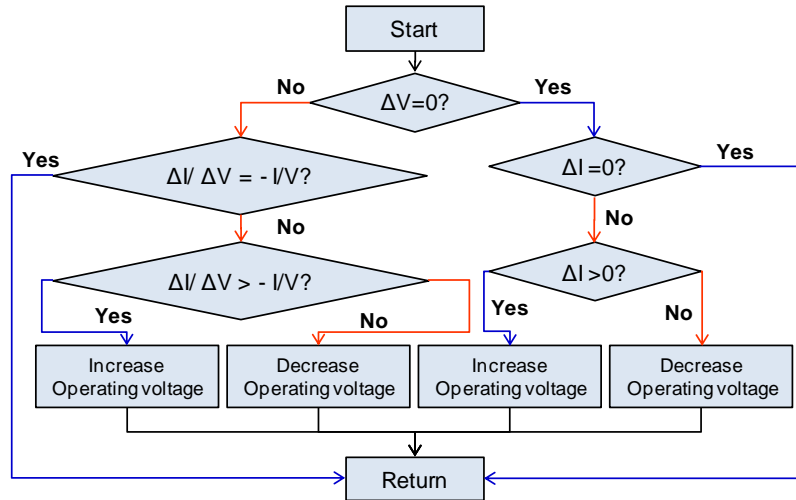 Start
No
Yes
ΔV=0?
Yes
ΔI/ ΔV = - I/V?
ΔI =0?
Yes
No
No
ΔI/ ΔV > - I/V?
ΔI >0?
Yes
No
Yes
No
Increase
Operating voltage
Decrease
Operating voltage
Increase
Operating voltage
Decrease
Operating voltage
Return